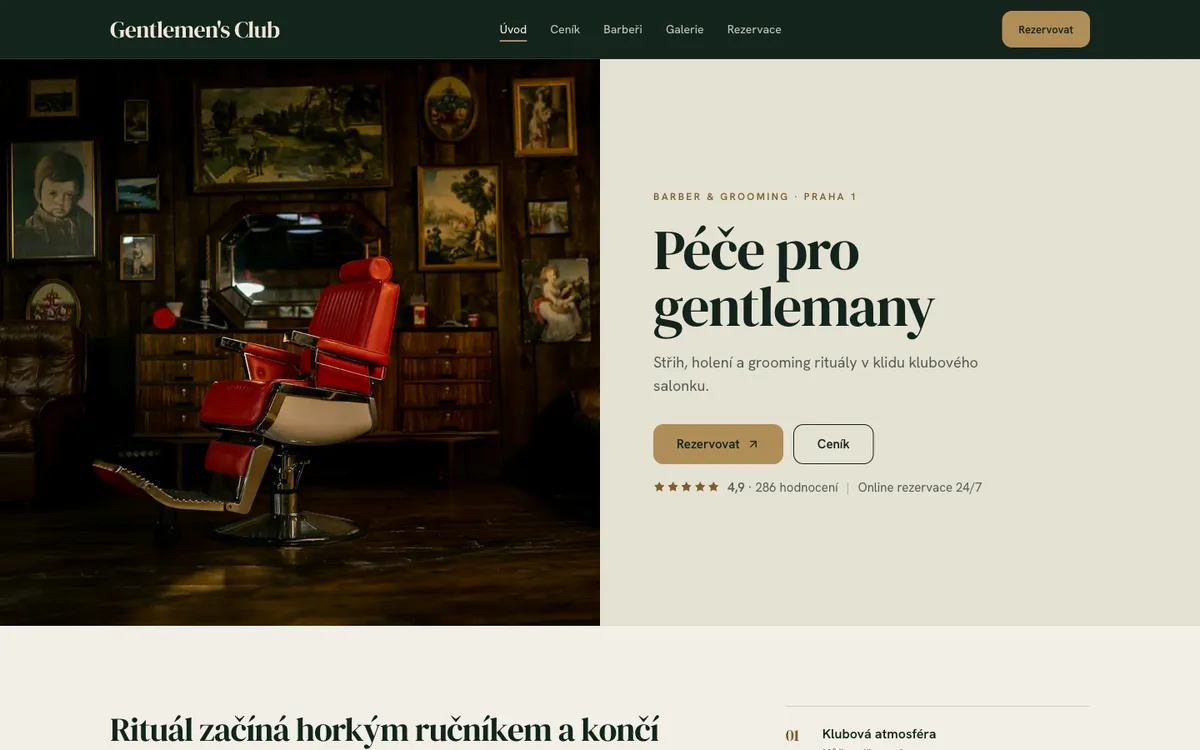 Gentlemen's Club
Úvod
Ceník
Barbeři
Galerie
Rezervace
Rezervovat
BARBER & GROOMING · PRAHA 1
Péče pro
gentlemany
Střih, holení a grooming rituály v klidu klubového
salonku.
Rezervovat
Ceník
4,9 · 286 hodnocení | Online rezervace 24/7
Rituál začíná horkým ručníkem a končí
01 Klubová atmosféra